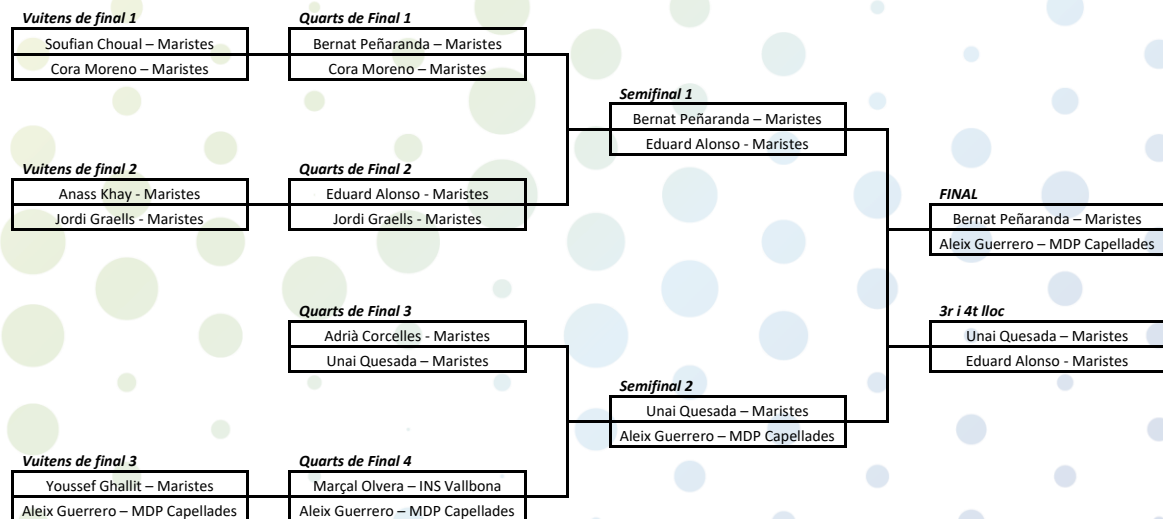 Vuitens de final 1
Soufian Choual – Maristes
Cora Moreno – Maristes
Quarts de Final 1
Bernat Peñaranda – Maristes
Cora Moreno – Maristes
Semifinal 1
Bernat Peñaranda – Maristes
Eduard Alonso - Maristes
Vuitens de final 2
Anass Khay - Maristes
Jordi Graells - Maristes
Quarts de Final 2
Eduard Alonso - Maristes
Jordi Graells - Maristes
FINAL
Bernat Peñaranda – Maristes
Aleix Guerrero – MDP Capellades
Quarts de Final 3
Adrià Corcelles - Maristes
Unai Quesada – Maristes
3r i 4t lloc
Unai Quesada – Maristes
Eduard Alonso - Maristes
Semifinal 2
Unai Quesada – Maristes
Aleix Guerrero – MDP Capellades
Vuitens de final 3
Youssef Ghallit – Maristes
Aleix Guerrero – MDP Capellades
Quarts de Final 4
Marçal Olvera – INS Vallbona
Aleix Guerrero – MDP Capellades